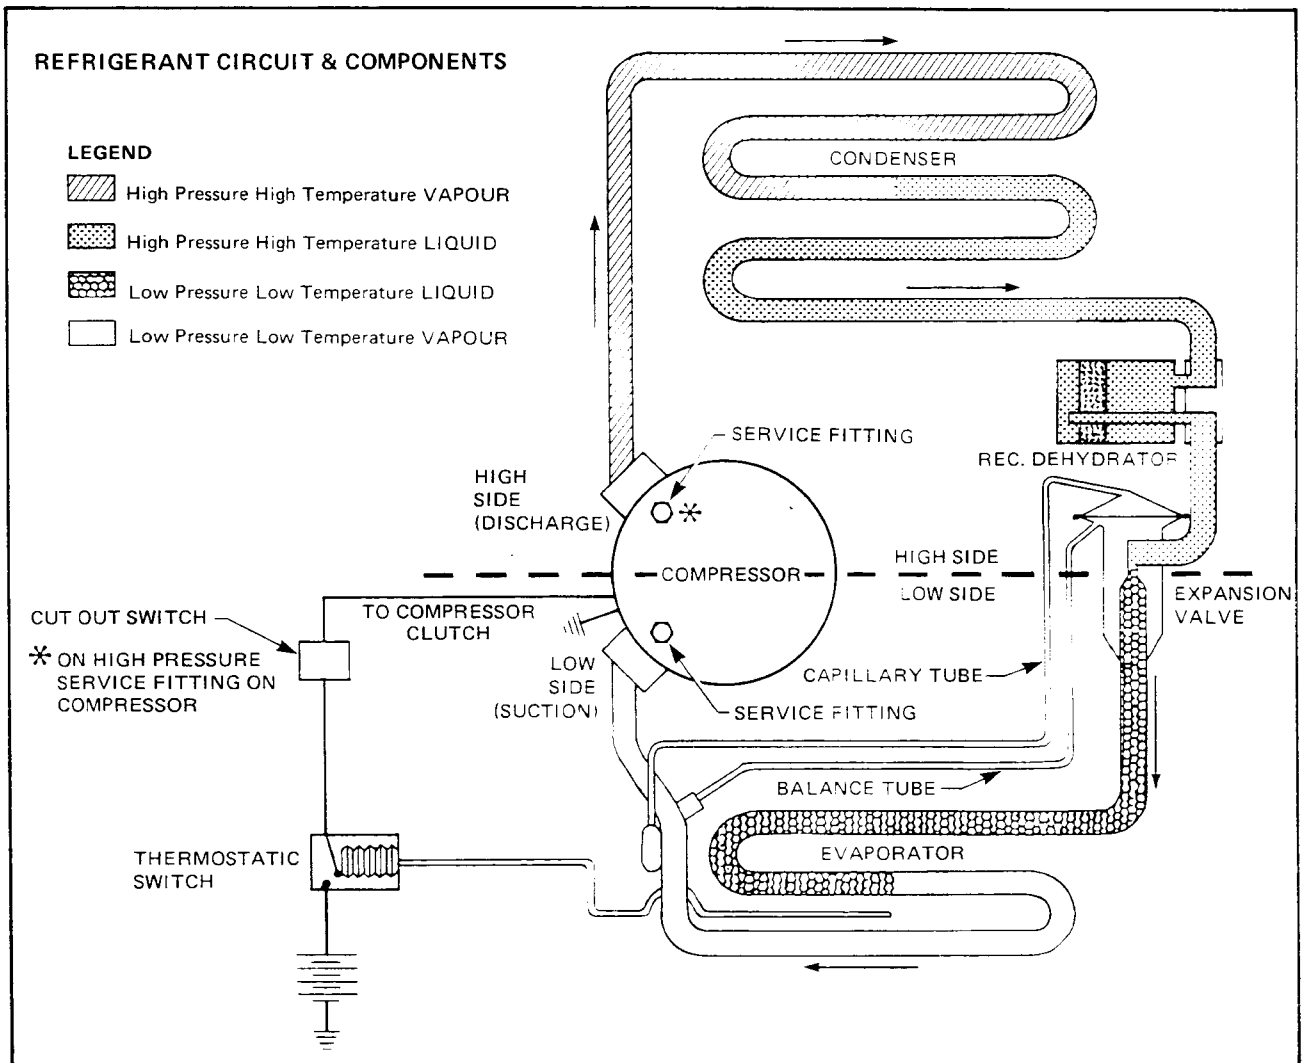 REFRIGERANT CIRCUIT & COMPONENTS
LEGEND
High Pressure High Temperature VAPOUR
High Pressure High Temperature LIQUID
Low Pressure Low Temperature LIQUID
Low Pressure Low Temperature VAPOUR
CONDENSER
SERVICE FITTING
REC. DEHYDRATOR
HIGH
SIDE
(DISCHARGE)
*
HIGH SIDE
COMPRESSOR
LOW SIDE
EXPANSION
VALVE
TO COMPRESSOR
CLUTCH
CUT OUT SWITCH
* ON HIGH PRESSURE
SERVICE FITTING ON
COMPRESSOR
LOW
SIDE
(SUCTION)
CAPILLARY TUBE
SERVICE FITTING
BALANCE TUBE
EVAPORATOR
THERMOSTATIC
SWITCH